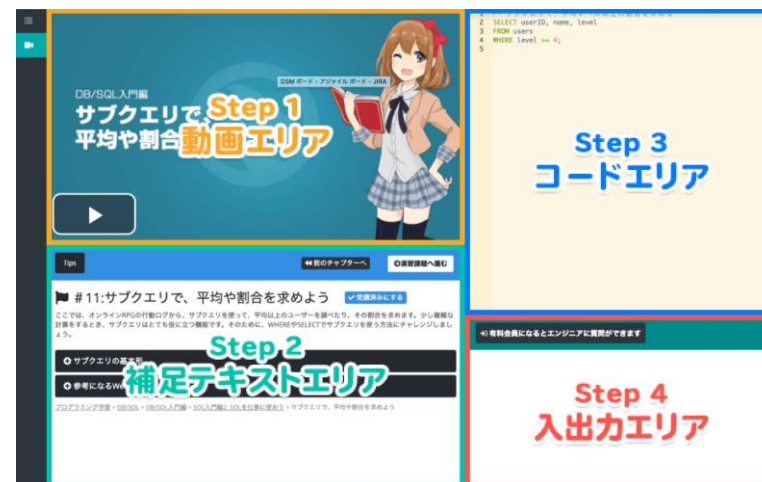 DSM ボード - アジャイル ボード - JIRA
DB/SQL入門編
サブクエリで、
平均や割合
Step 1
動画エリア
2 SELECT userID, name, level
3 FROM users
4 WHERE level >= 4;
5
Step 3
コードエリア
Tips
前のチャプターへ
演習課題へ進む
#11:サブクエリで、平均や割合を求めよう
受講済みにする
ここでは、オンラインRPGの行動ログから、サブクエリを使って、平均以上のユーザーを調べたり、その割合を求めます。少し複雑な
計算をするとき、サブクエリはとても役に立つ機能です。そのために、WHEREやSELECTでサブクエリを使う方法にチャレンジしまし
ょう。
サブクエリの基本形
参考になるWe
Step 2
補足テキストエリア
プログラミング学習 > DB/SQL > DB/SQL入門編 > SQL入門編2: SQLを仕事に使おう > サブクエリで、平均や割合を求めよう
有料会員になるとエンジニアに質問ができます
Step 4
入出力エリア